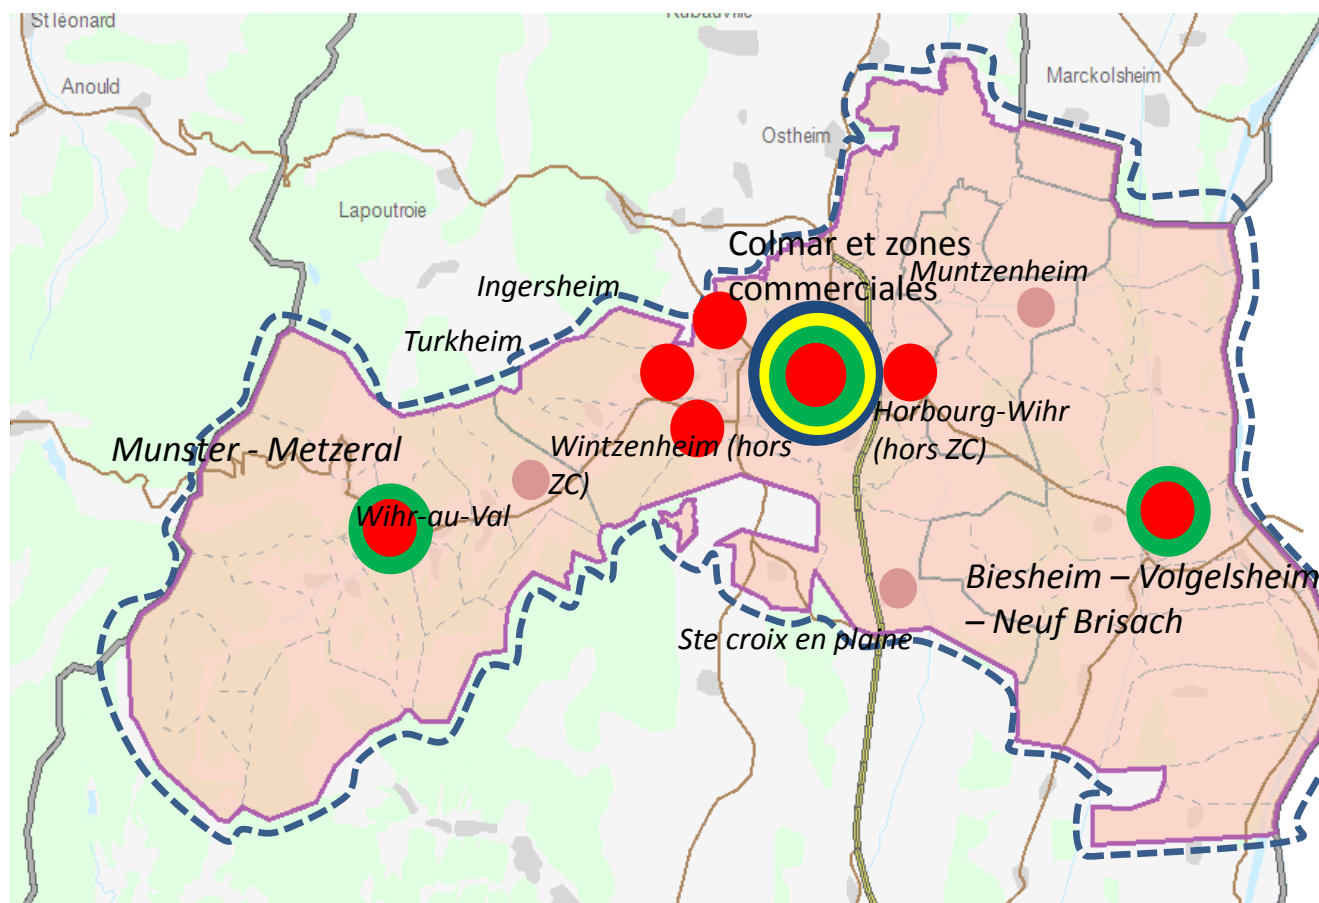 St léonard
Anould
Marckolsheim
Ostheim
Lapoutroie
Colmar et zones
commerciales
Muntzenheim
Ingersheim
Turkheim
Horbourg-Wihr
(hors ZC)
Munster - Metzeral
Wintzenheim (hors
ZC)
Wihr-au-Val
Biesheim – Volgelsheim
– Neuf Brisach
Ste croix en plaine